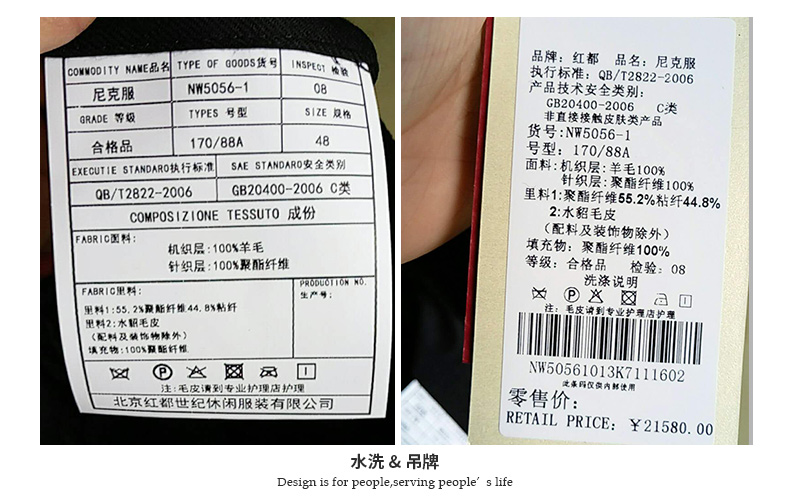 COMMODITY NAME品名
TYPE OF GOODS货号
INSPECT 检验
尼克服
NW5056-1
08
GRADE 等级
TYPES 号型
SIZE 规格
合格品
170/88A
48
EXECUTIE STANDARD执行标准
SAE STANDARD安全类别
QB/T2822-2006
GB20400-2006 C类
COMPOSIZIONE TESSUTO 成份
FABRIC面料:
机织层:100%羊毛
针织层:100%聚酯纤维
FABRIC里料:
里料1:55.2%聚酯纤维44.8%粘纤
里料2:水貂毛皮
(配料及装饰物除外)
填充物:100%聚酯纤维
PRODUCTION NO.
生产号:
注:毛皮请到专业护理店护理
北京红都世纪休闲服装有限公司
品牌: 红都 品名: 尼克服
执行标准: QB/T2822-2006
产品技术安全类别:
GB20400-2006 C类
非直接接触皮肤类产品
货号:NW5056-1
号型: 170/88A
面料:机织层:羊毛100%
针织层:聚酯纤维100%
里料1:聚酯纤维55.2%粘纤44.8%
2:水貂毛皮
(配料及装饰物除外)
填充物: 聚酯纤维100%
等级: 合格品 检验: 08
洗涤说明
注: 毛皮请到专业护理店护理
NW50561013K7111602
此条码仅供内部使用
零售价:
RETAIL PRICE: ¥21580.00
水洗 & 吊牌
Design is for people,serving people's life